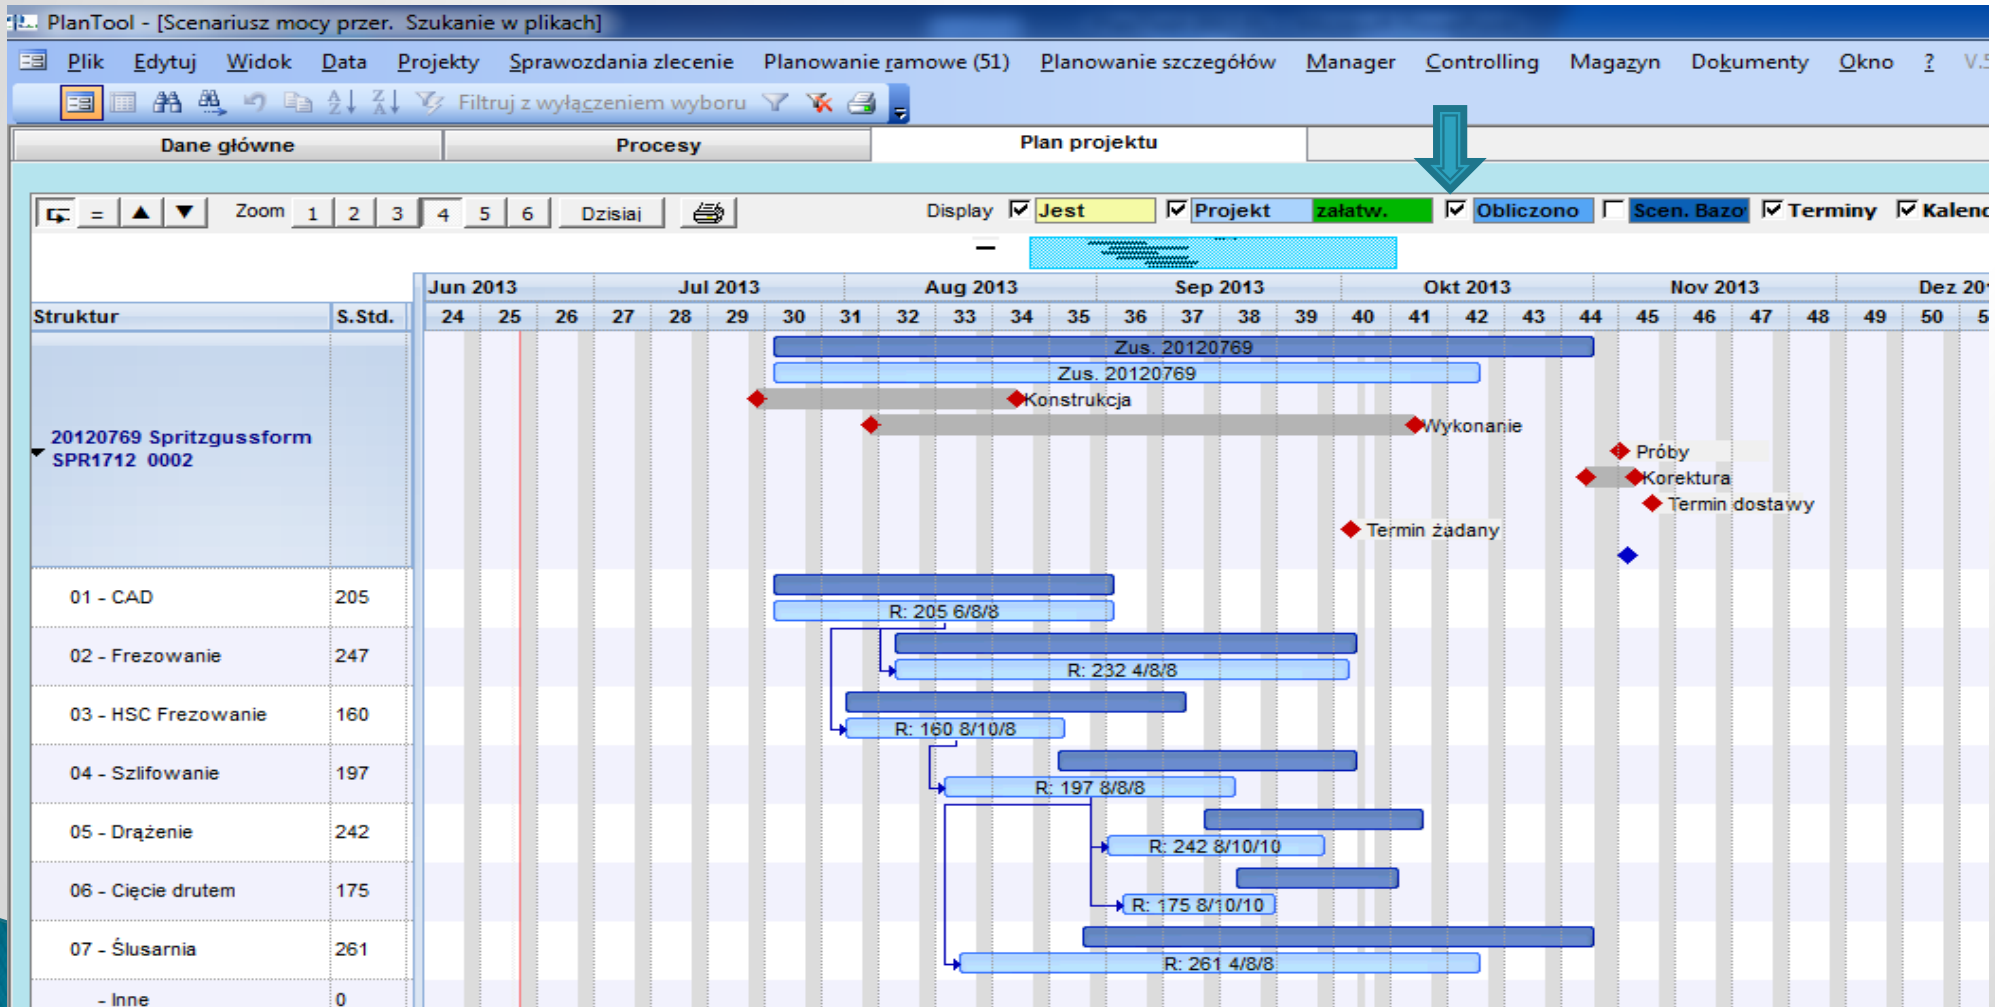 PlanTool - [Scenariusz mocy przer.  Szukanie w plikach]
Plik Edytuj Widok Data Projekty Sprawozdania zlecenie Planowanie ramowe (51) Planowanie szczegółów Manager Controlling Magazyn Dokumenty Okno ?
Filtruj z wyłączeniem wyboru
Dane główne Procesy Plan projektu
= Zoom 1 2 3 4 5 6 Dzisiaj Display Jest Projekt załatw. Obliczono Scen. Bazo Terminy Kalend
Jun 2013 Jul 2013 Aug 2013 Sep 2013 Okt 2013 Nov 2013 Dez 20
Struktur S.Std. 24 25 26 27 28 29 30 31 32 33 34 35 36 37 38 39 40 41 42 43 44 45 46 47 48 49 50 5
Zus. 20120769
Zus. 20120769
Konstrukcja
Wykonanie
20120769 Spritzgussform
SPR1712 0002
Próby
Korektura
Termin dostawy
Termin żadany
01 - CAD 205
R: 205 6/8/8
02 - Frezowanie 247
R: 232 4/8/8
03 - HSC Frezowanie 160
R: 160 8/10/8
04 - Szlifowanie 197
R: 197 8/8/8
05 - Drążenie 242
R: 242 8/10/10
06 - Cięcie drutem 175
R: 175 8/10/10
07 - Ślusarnia 261
R: 261 4/8/8
- Inne 0